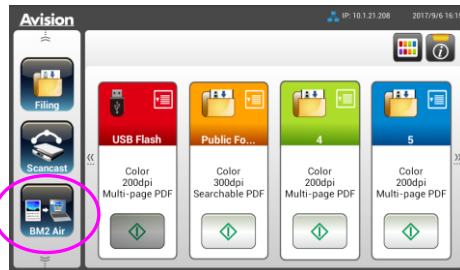 Avision
IP: 10.1.21.208 2017/9/6 16:15
Filing
Scancast
BM2 Air
USB Flash
Color
200dpi
Multi-page PDF
Public Fo...
Color
300dpi
Searchable PDF
4
Color
200dpi
Multi-page PDF
5
Color
200dpi
Multi-page PDF